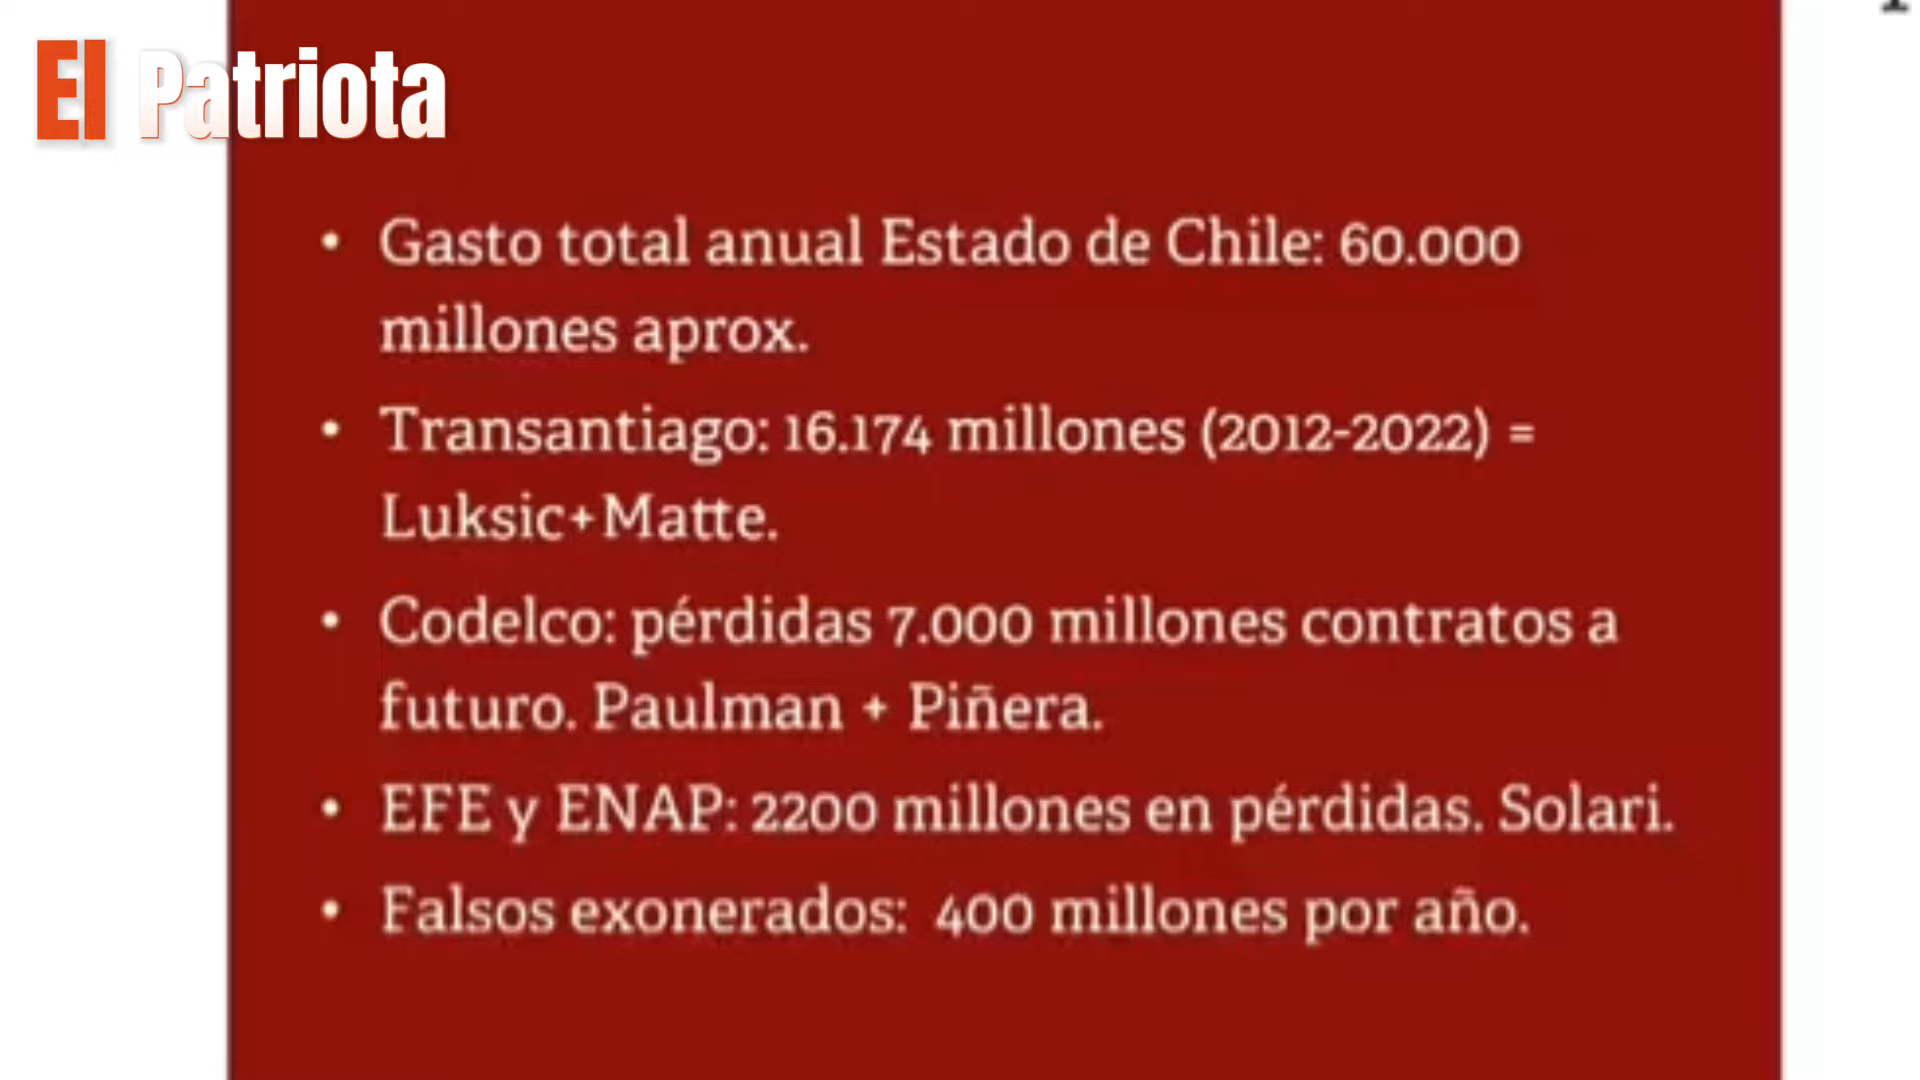 El Patriota
• Gasto total anual Estado de Chile: 60.000
millones aprox.
• Transantiago: 16.174 millones (2012-2022) =
Luksic+Matte.
• Codelco: pérdidas 7.000 millones contratos a
futuro. Paulman + Piñera.
• EFE y ENAP: 2200 millones en pérdidas. Solari.
• Falsos exonerados: 400 millones por año.